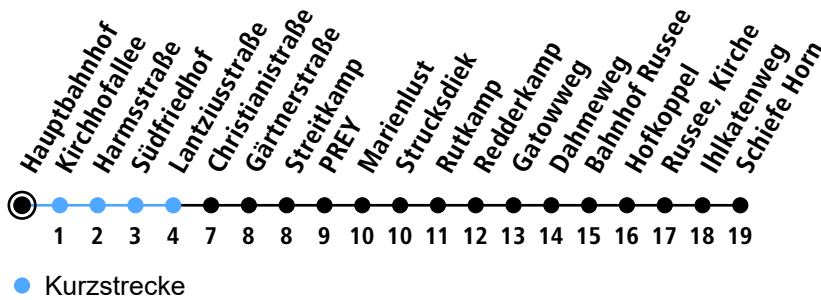 Hauptbahnhof
Kirchhofallee
Harmsstraße
Südfriedhof
Lantziusstraße
Christianistraße
Gärtnerstraße
Streitkamp
PREY
Marienlust
Strucksdiek
Rutkamp
Redderkamp
Gatowweg
Dahmeweg
Bahnhof Russee
Hofkoppel
Russee, Kirche
Ihlkatenweg
Schiefe Horn
1 2 3 4 7 8 8 9 10 10 11 12 13 14 15 16 17 18 19
Kurzstrecke